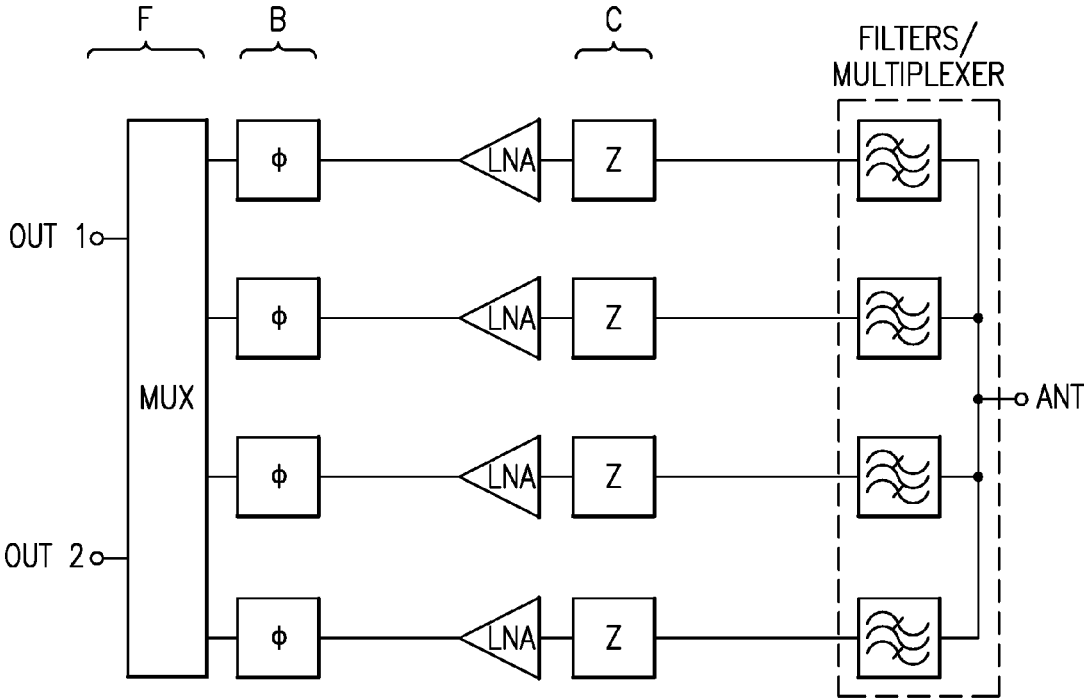 F
B
C
FILTERS/
MULTIPLEXER
ϕ
LNA
Z
OUT 1
ϕ
LNA
Z
MUX
ANT
ϕ
LNA
Z
OUT 2
ϕ
LNA
Z